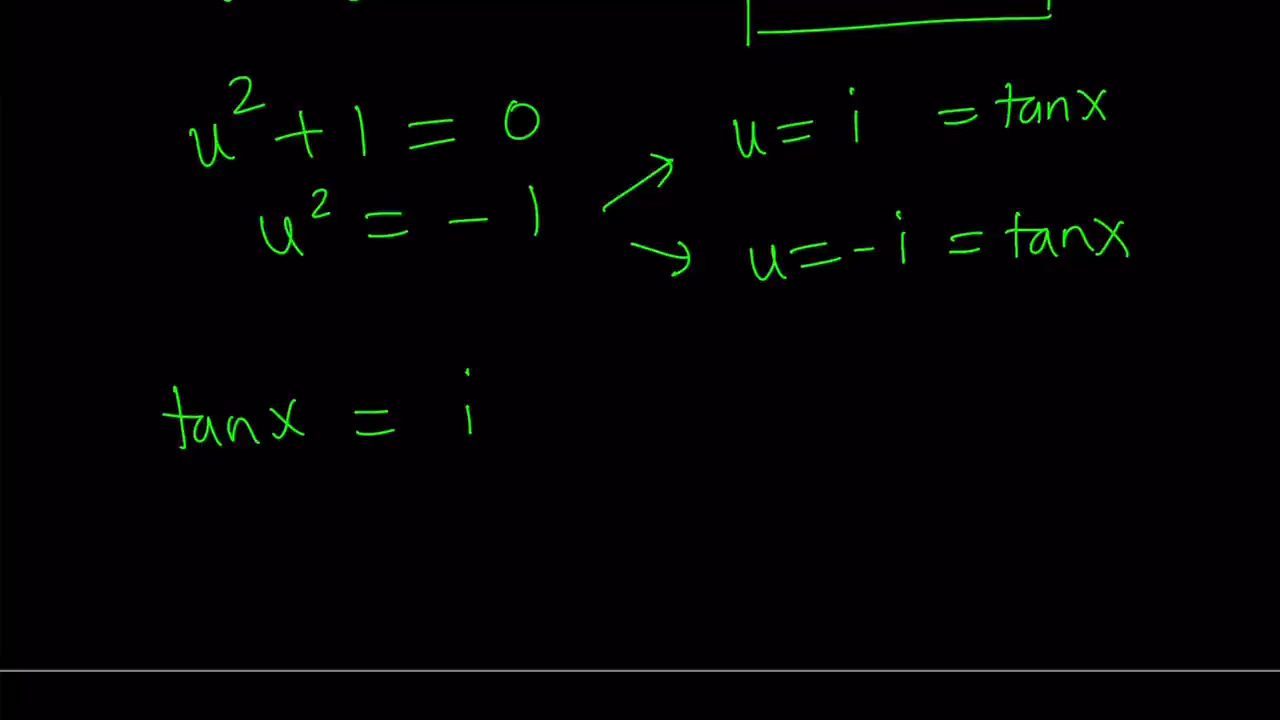 u² + 1 = 0
u = i = tanx
u² = - 1
u = - i = tanx
tanx = i